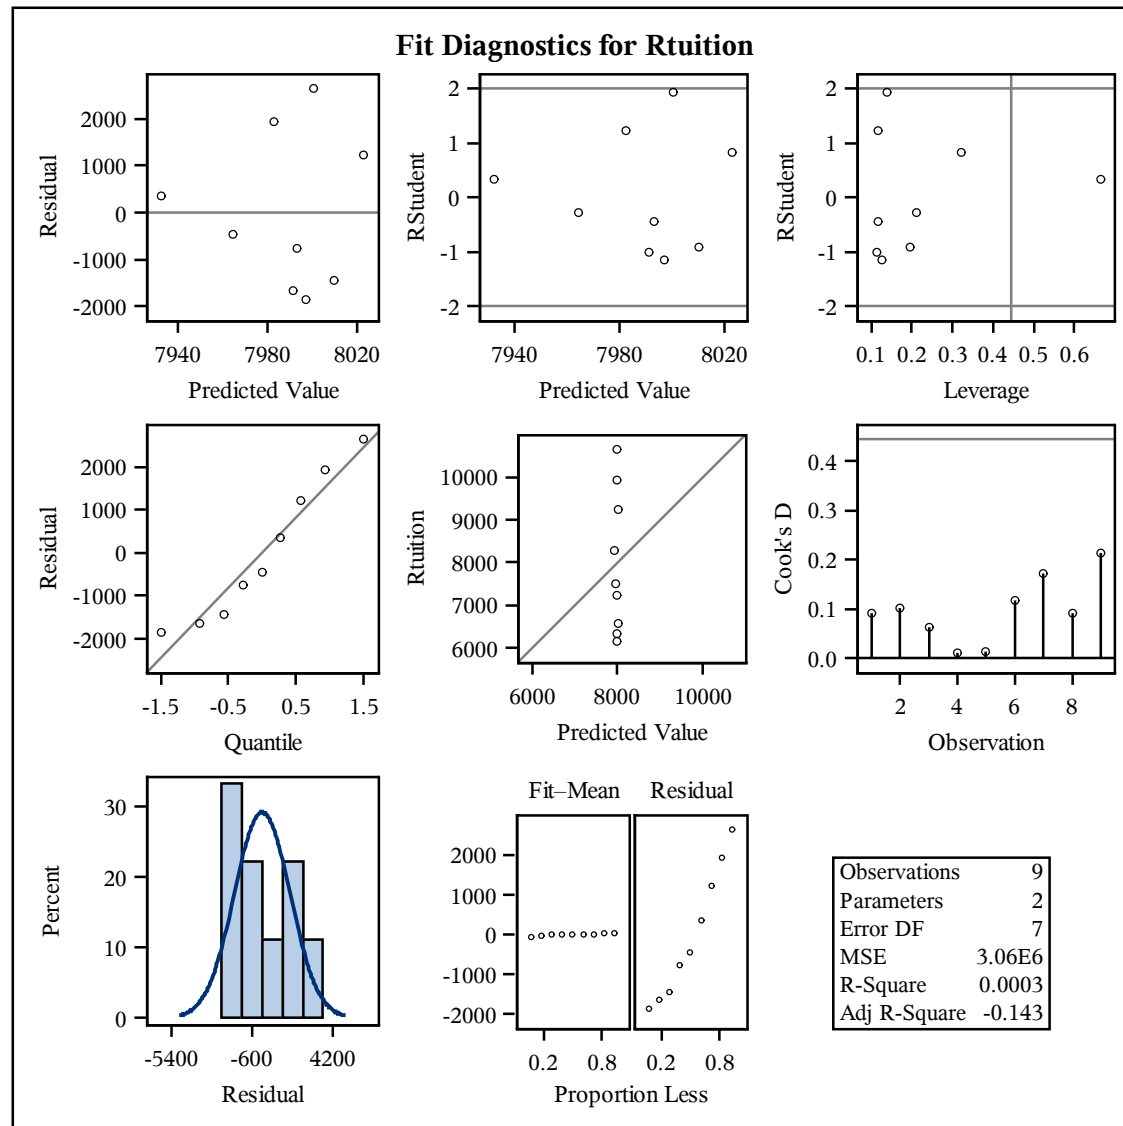 Fit Diagnostics for Rtuition
2000
1000
0
-1000
-2000
Residual
7940 7980 8020
Predicted Value
2
1
0
-1
-2
RStudent
7940 7980 8020
Predicted Value
2
1
0
-1
-2
RStudent
0.1 0.2 0.3 0.4 0.5 0.6
Leverage
2000
1000
0
-1000
-2000
Residual
-1.5 -0.5 0.5 1.5
Quantile
10000
9000
8000
7000
6000
Rtuition
6000 8000 10000
Predicted Value
0.4
0.3
0.2
0.1
0.0
Cook's D
2 4 6 8
Observation
30
20
10
0
Percent
-5400 -600 4200
Residual
Fit–Mean Residual
2000
1000
0
-1000
-2000
0.2 0.8 0.2 0.8
Proportion Less
Observations 9
Parameters 2
Error DF 7
MSE 3.06E6
R-Square 0.0003
Adj R-Square -0.143